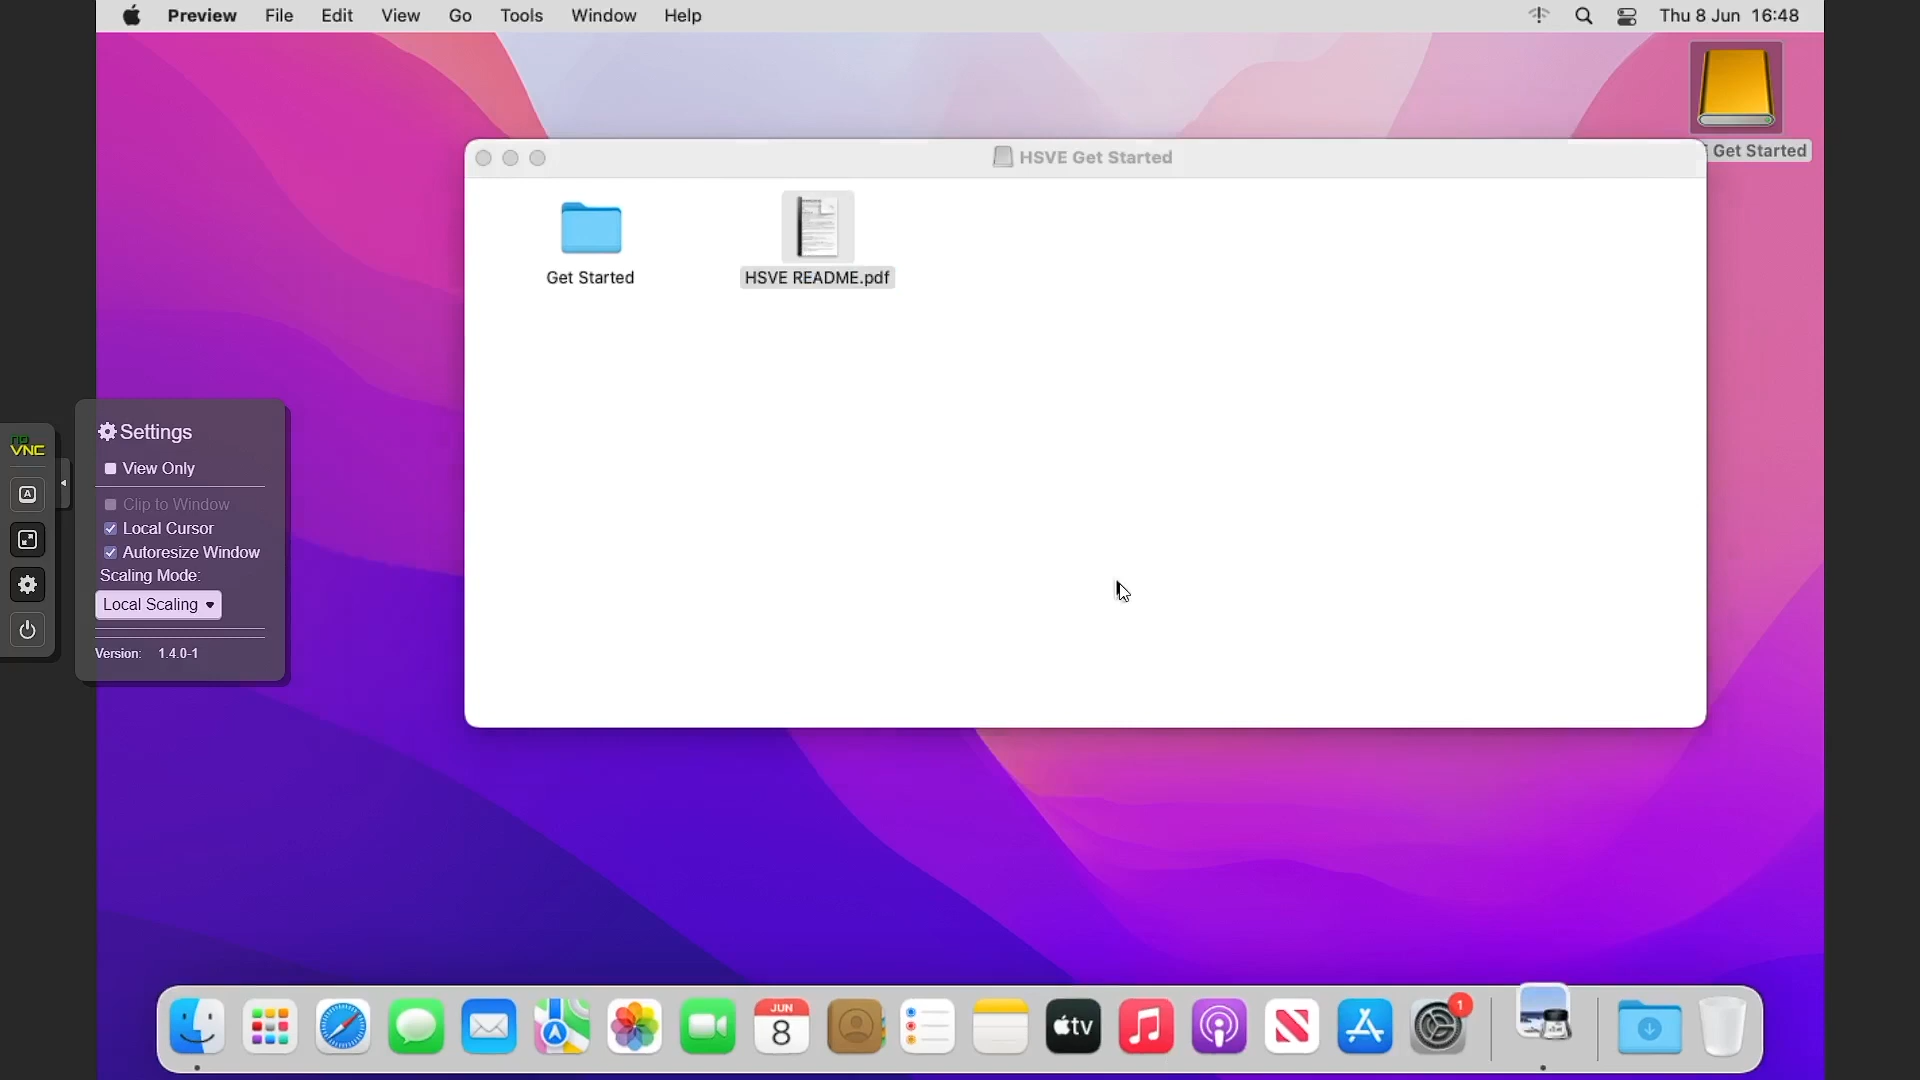 Preview File Edit View Go Tools Window Help
Thu 8 Jun 16:48
Get Started
HSVE Get Started
Get Started
HSVE README.pdf
no
VNC
A
Settings
View Only
Clip to Window
Local Cursor
Autoresize Window
Scaling Mode:
Local Scaling
Version: 1.4.0-1
JUN
8
tv
1